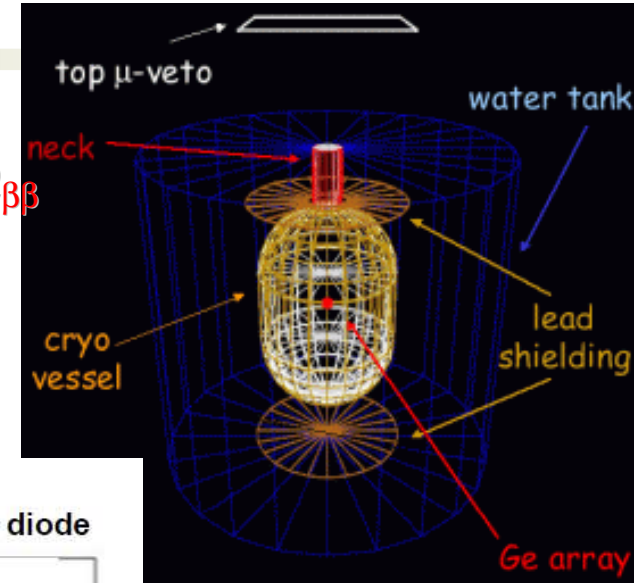 top μ-veto
water tank
neck
ββ
lead
shielding
cryo
vessel
diode
Ge array